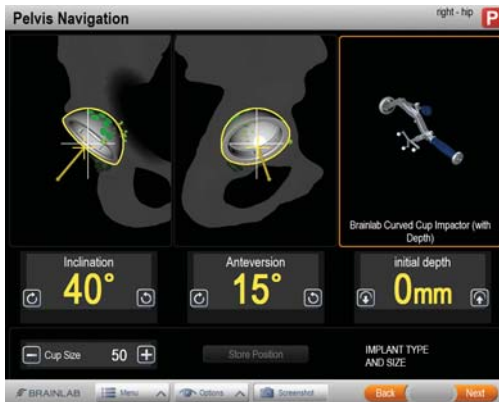 Pelvis Navigation
right - hip
P
Brainlab Curved Cup Impactor (with
Depth)
Inclination
40°
Anteversion
15°
initial depth
0mm
Cup Size
50
Store Position
IMPLANT TYPE
AND SIZE
BRAINLAB
Menu
Options
Screenshot
Back
Next